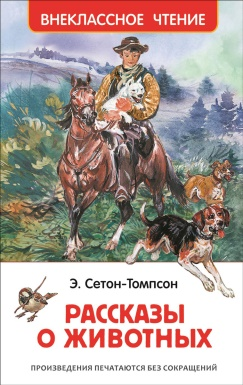 ВНЕКЛАССНОЕ ЧТЕНИЕ
Э. Сетон-Томпсон
РАССКАЗЫ
О ЖИВОТНЫХ
ПРОИЗВЕДЕНИЯ ПЕЧАТАЮТСЯ БЕЗ СОКРАЩЕНИЙ